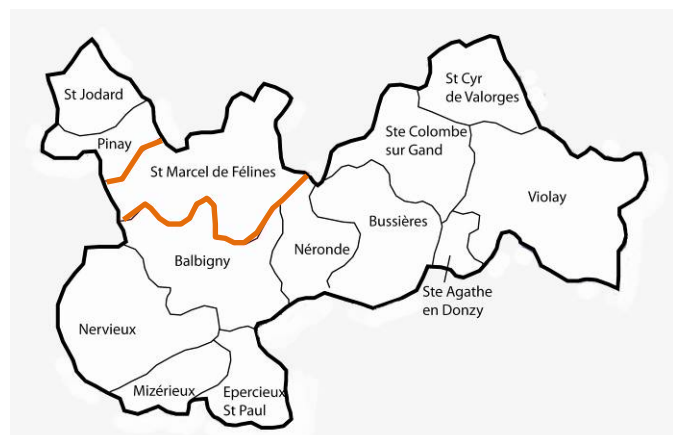 St Cyr
de Valorges
St Jodard
Ste Colombe
sur Gand
Pinay
St Marcel de Félines
Violay
Bussières
Néronde
Balbigny
Ste Agathe
en Donzy
Nervieux
Mizérieux
Epercieux
St Paul